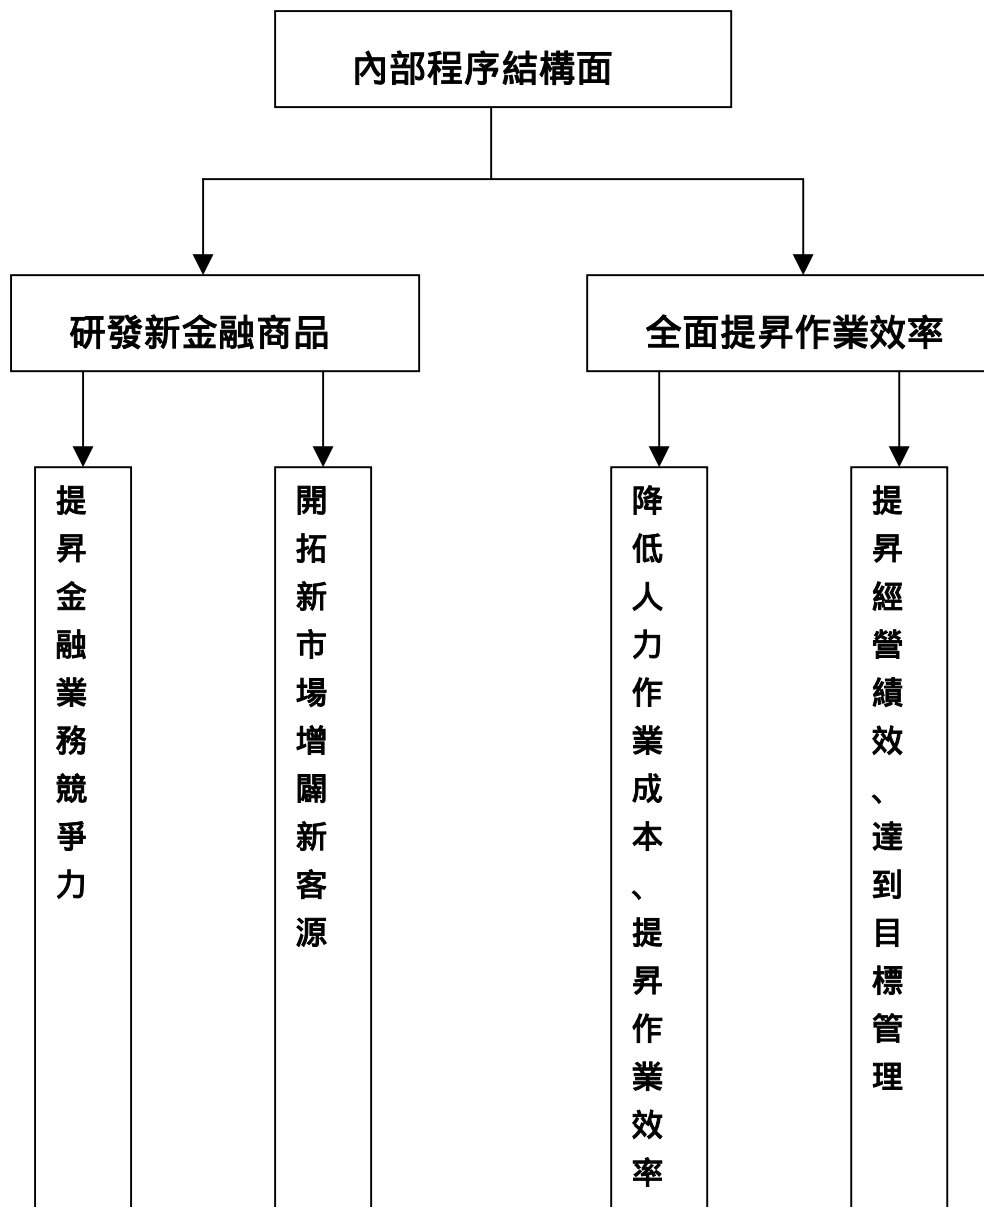 內部程序結構面
研發新金融商品
全面提昇作業效率
提昇金融業務競爭力
開拓新市場增闢新客源
降低人力作業成本、提昇作業效率
提昇經營績效、達到目標管理